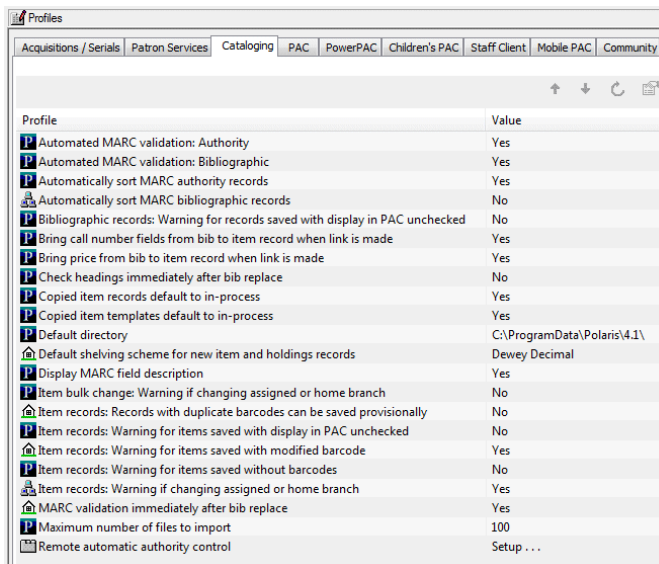 Profiles
Acquisitions / Serials Patron Services Cataloging PAC PowerPAC Children's PAC Staff Client Mobile PAC Community
Profile Value
Automated MARC validation: Authority Yes
Automated MARC validation: Bibliographic Yes
Automatically sort MARC authority records Yes
Automatically sort MARC bibliographic records No
Bibliographic records: Warning for records saved with display in PAC unchecked No
Bring call number fields from bib to item record when link is made Yes
Bring price from bib to item record when link is made Yes
Check headings immediately after bib replace No
Copied item records default to in-process Yes
Copied item templates default to in-process Yes
Default directory C:\ProgramData\Polaris\4.1\
Default shelving scheme for new item and holdings records Dewey Decimal
Display MARC field description Yes
Item bulk change: Warning if changing assigned or home branch No
Item records: Records with duplicate barcodes can be saved provisionally No
Item records: Warning for items saved with display in PAC unchecked No
Item records: Warning for items saved with modified barcode Yes
Item records: Warning for items saved without barcodes No
Item records: Warning if changing assigned or home branch Yes
MARC validation immediately after bib replace Yes
Maximum number of files to import 100
Remote automatic authority control Setup . . .